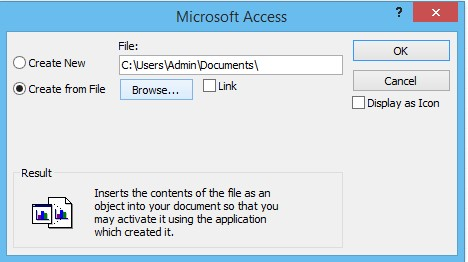 Microsoft Access
? ×
File:
Create New
C:\Users\Admin\Documents\
OK
Create from File
Browse...
Link
Cancel
Display as Icon
Result
Inserts the contents of the file as an
object into your document so that you
may activate it using the application
which created it.